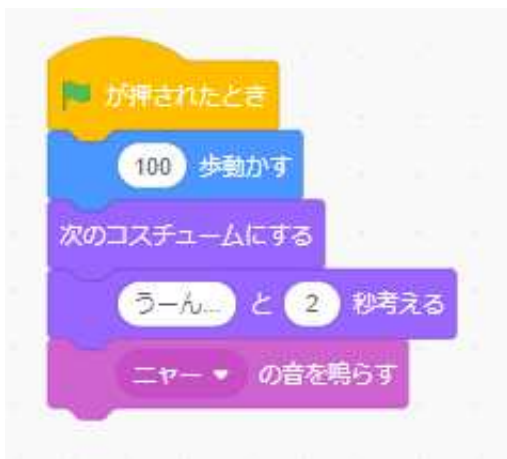 が押されたとき
100 歩動かす
次のコスチュームにする
うーん... と 2 秒考える
ニャー の音を鳴らす